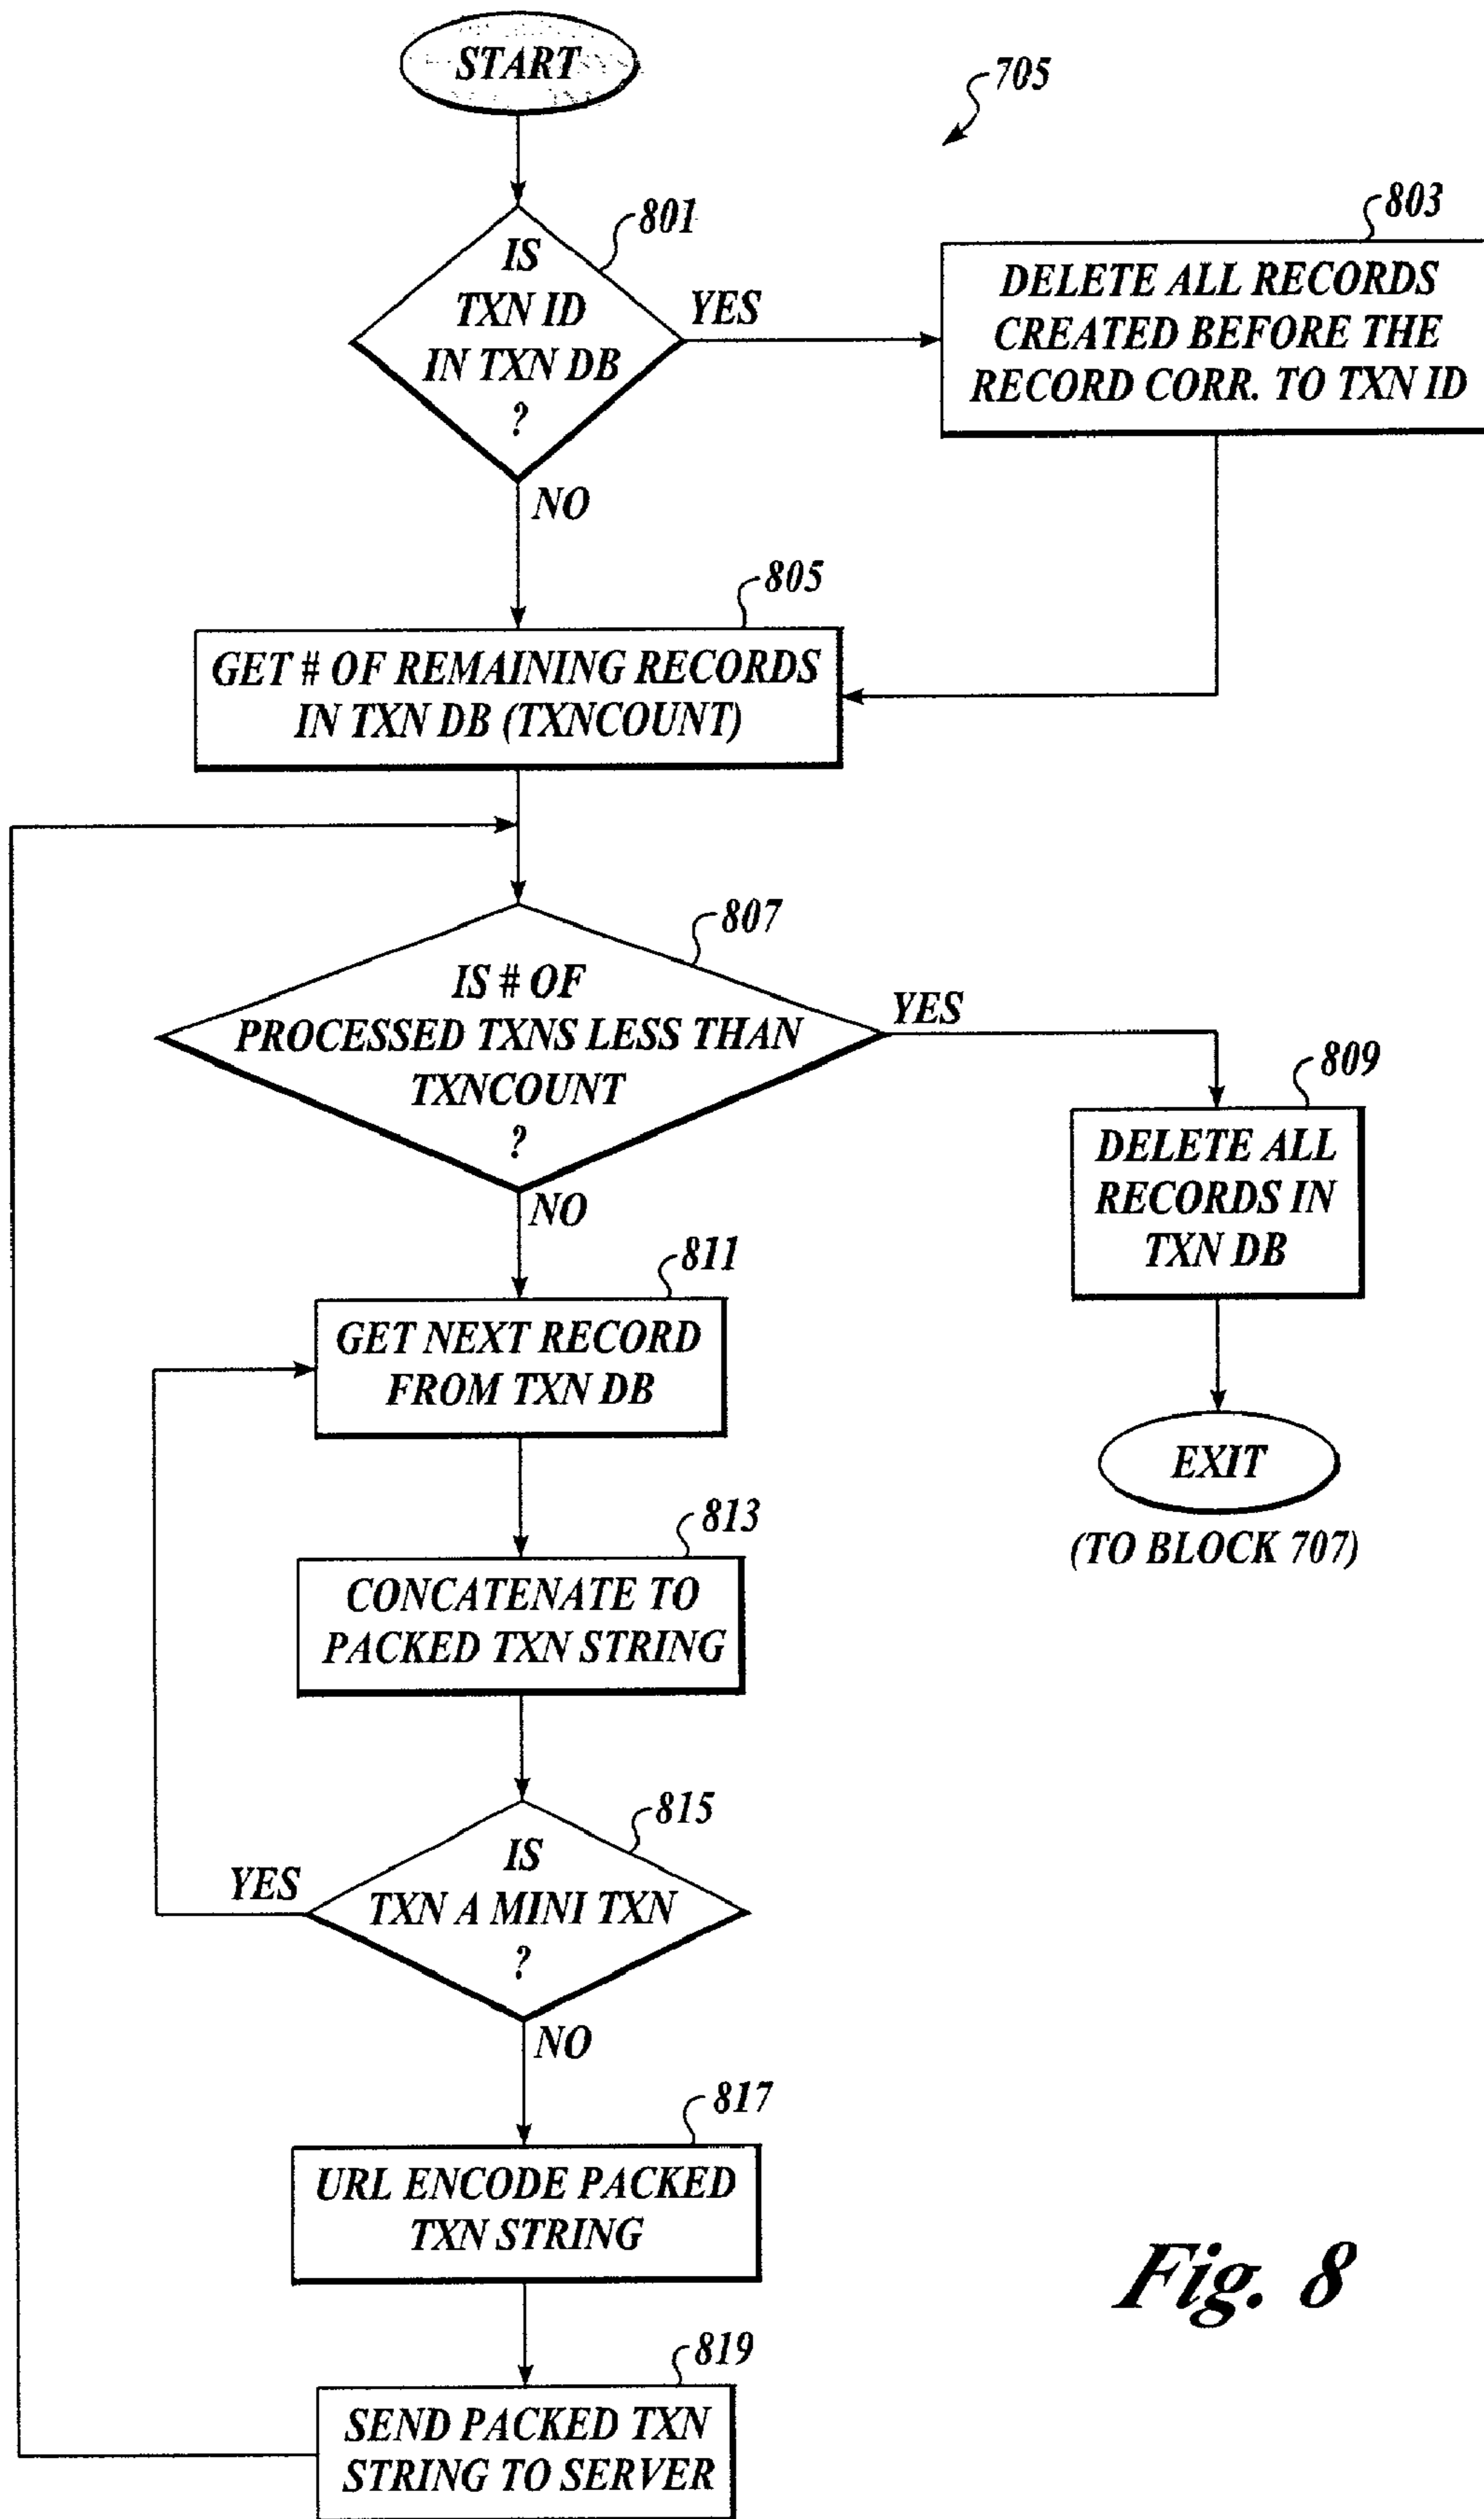 START
705
801
IS
TXN ID
IN TXN DB
?
YES
NO
803
DELETE ALL RECORDS
CREATED BEFORE THE
RECORD CORR. TO TXN ID
805
GET # OF REMAINING RECORDS
IN TXN DB (TXNCOUNT)
807
IS # OF
PROCESSED TXNS LESS THAN
TXNCOUNT
?
YES
NO
809
DELETE ALL
RECORDS IN
TXN DB
EXIT
(TO BLOCK 707)
811
GET NEXT RECORD
FROM TXN DB
813
CONCATENATE TO
PACKED TXN STRING
815
IS
TXN A MINI TXN
?
YES
NO
817
URL ENCODE PACKED
TXN STRING
819
SEND PACKED TXN
STRING TO SERVER
Fig. 8